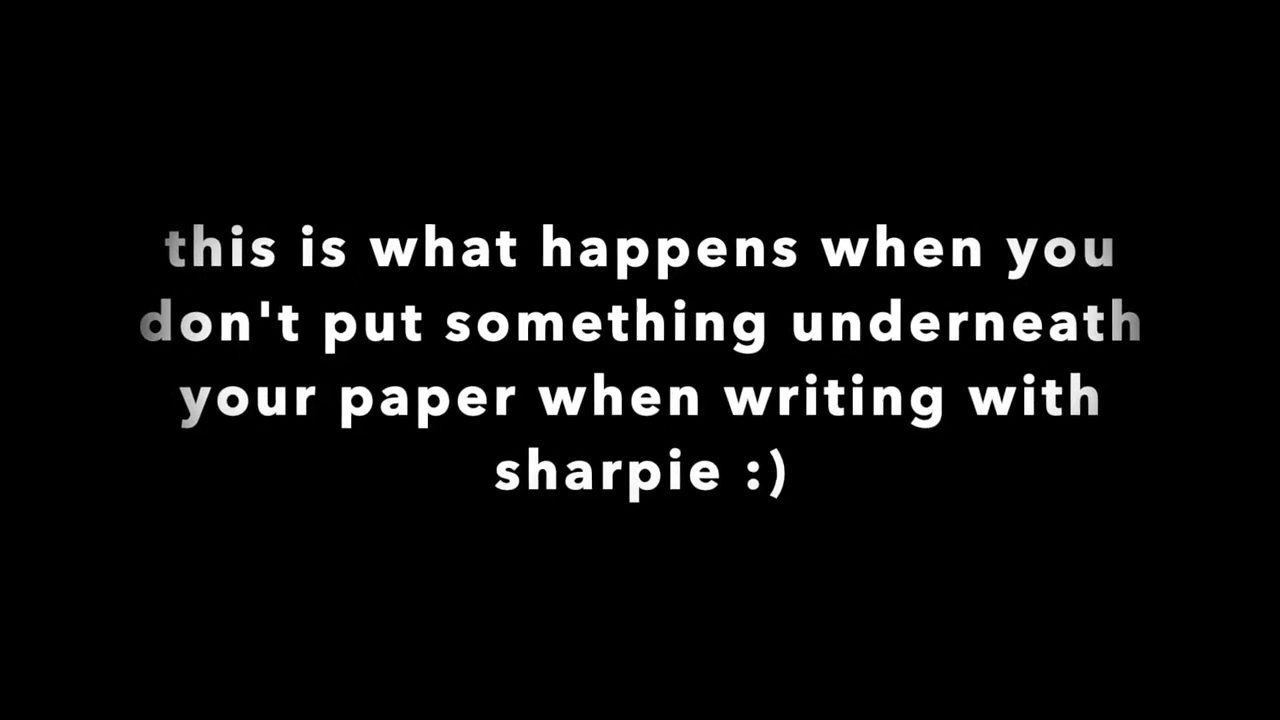 this is what happens when you
don't put something underneath
your paper when writing with
sharpie :)